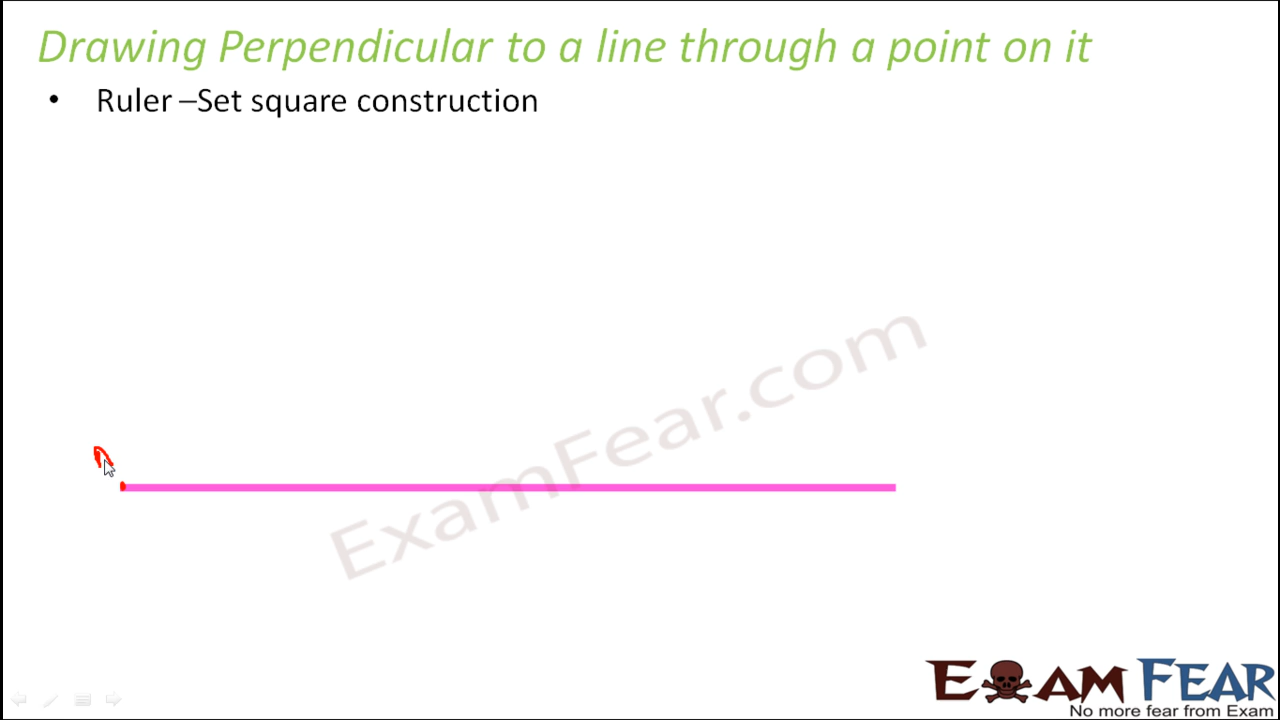 Drawing Perpendicular to a line through a point on it
• Ruler –Set square construction
ExamFear.com
EXAM FEAR
No more fear from Exam